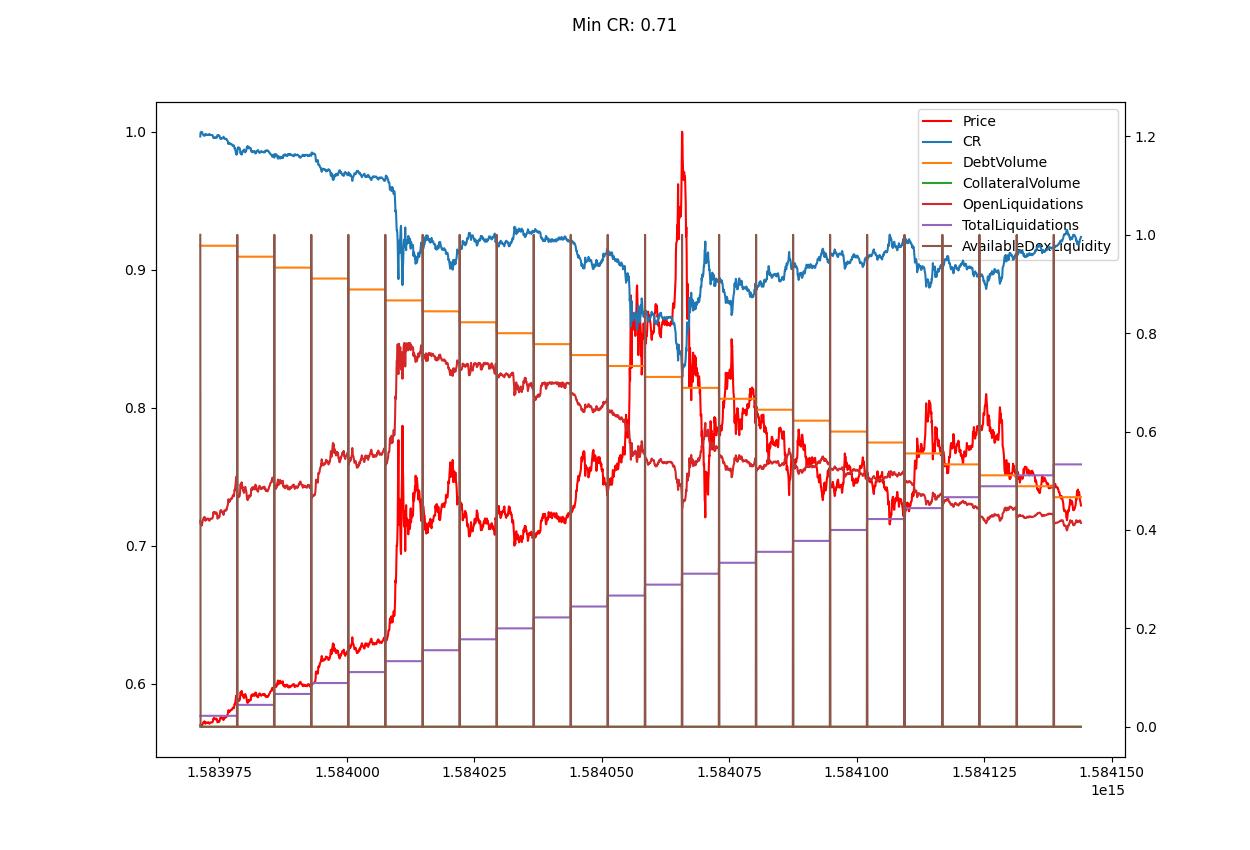 Min CR: 0.71
1.0
0.9
0.8
0.7
0.6
1.2
1.0
0.8
0.6
0.4
0.2
0.0
Price
CR
DebtVolume
CollateralVolume
OpenLiquidations
TotalLiquidations
AvailableDexLiquidity
1.583975 1.584000 1.584025 1.584050 1.584075 1.584100 1.584125 1.584150
1e15